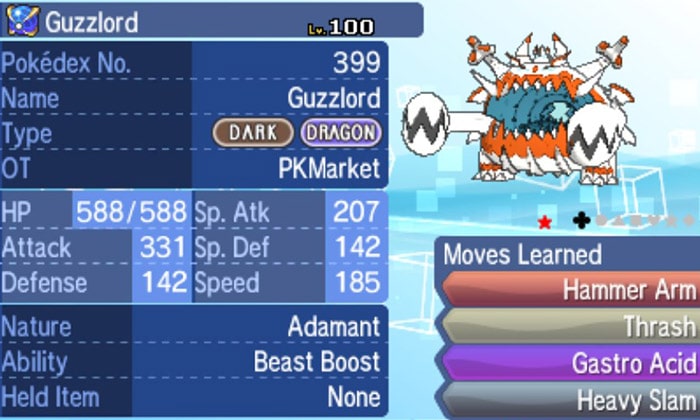 Guzzlord Lv.100
Pokédex No. 399
Name Guzzlord
Type DARK DRAGON
OT PKMarket
HP 588/588 Sp. Atk 207
Attack 331 Sp. Def 142
Defense 142 Speed 185
Nature Adamant
Ability Beast Boost
Held Item None
Moves Learned
Hammer Arm
Thrash
Gastro Acid
Heavy Slam